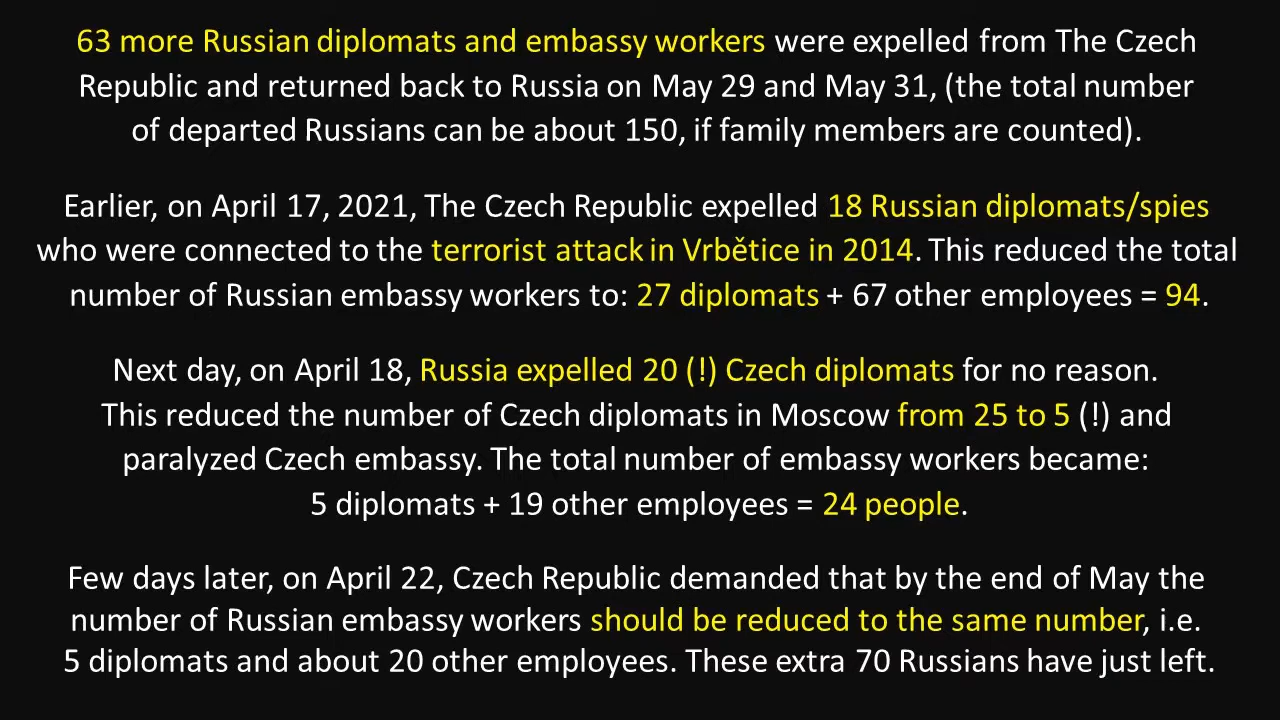 63 more Russian diplomats and embassy workers were expelled from The Czech
Republic and returned back to Russia on May 29 and May 31, (the total number
of departed Russians can be about 150, if family members are counted).
Earlier, on April 17, 2021, The Czech Republic expelled 18 Russian diplomats/spies
who were connected to the terrorist attack in Vrbětice in 2014. This reduced the total
number of Russian embassy workers to: 27 diplomats + 67 other employees = 94.
Next day, on April 18, Russia expelled 20 (!) Czech diplomats for no reason.
This reduced the number of Czech diplomats in Moscow from 25 to 5 (!) and
paralyzed Czech embassy. The total number of embassy workers became:
5 diplomats + 19 other employees = 24 people.
Few days later, on April 22, Czech Republic demanded that by the end of May the
number of Russian embassy workers should be reduced to the same number, i.e.
5 diplomats and about 20 other employees. These extra 70 Russians have just left.